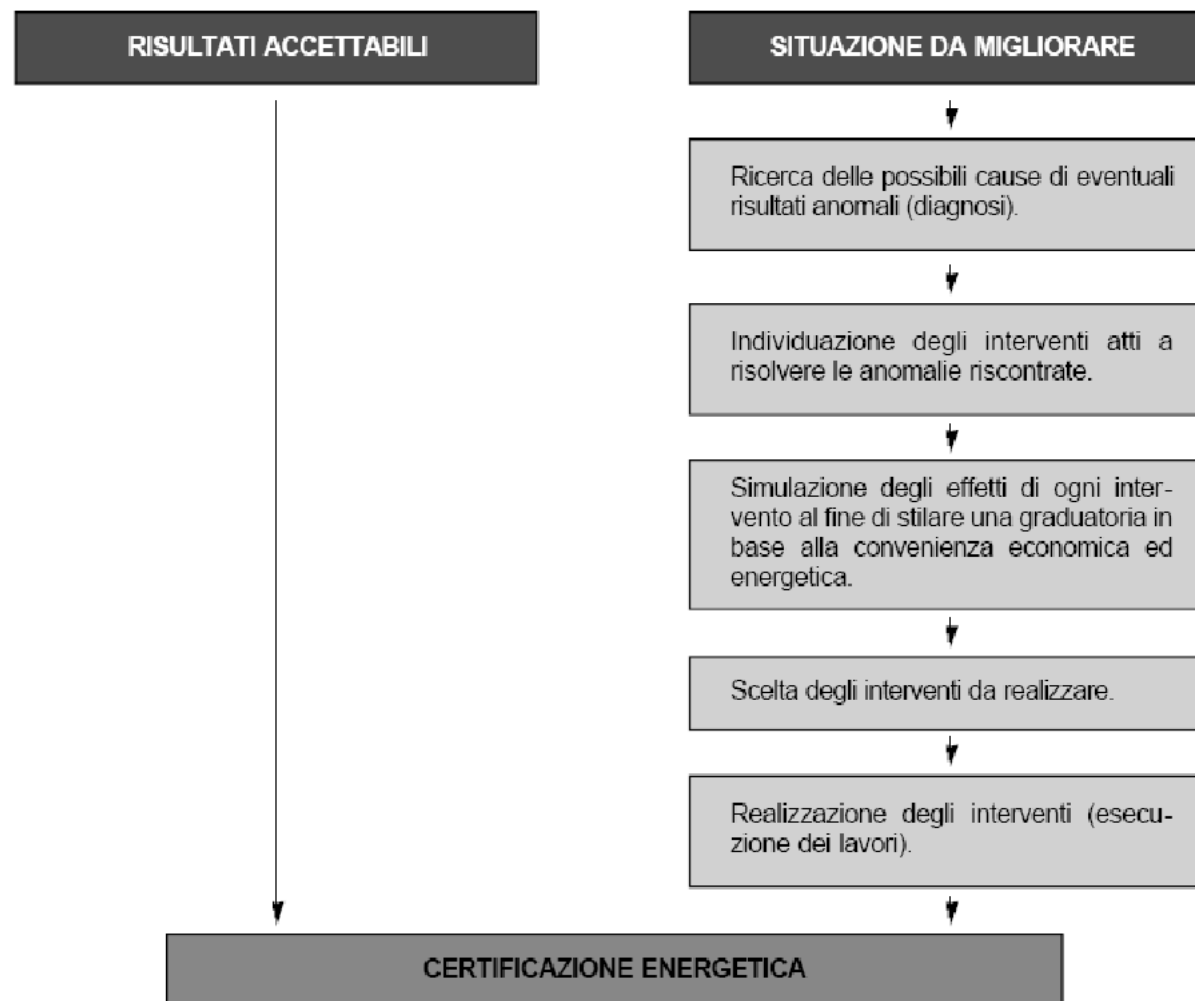 RISULTATI ACCETTABILI
SITUAZIONE DA MIGLIORARE
Ricerca delle possibili cause di eventuali
risultati anomali (diagnosi).
Individuazione degli interventi atti a
risolvere le anomalie riscontrate.
Simulazione degli effetti di ogni inter-
vento al fine di stilare una graduatoria in
base alla convenienza economica ed
energetica.
Scelta degli interventi da realizzare.
Realizzazione degli interventi (esecu-
zione dei lavori).
CERTIFICAZIONE ENERGETICA